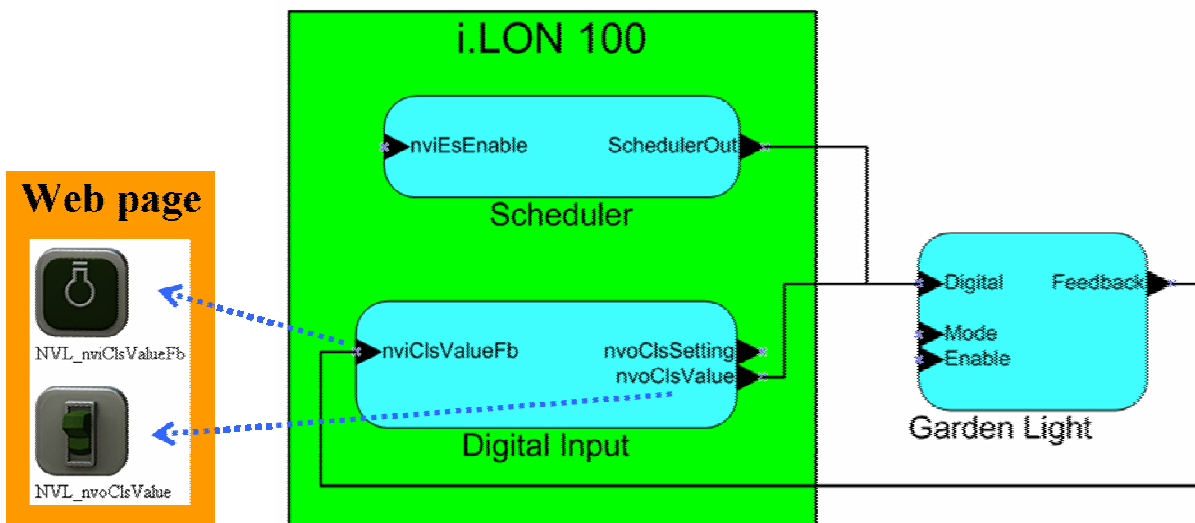 i.LON 100
nviEsEnable
SchedulerOut
Scheduler
Web page
NVL_nviClsValueFb
NVL_nvoClsValue
nviClsValueFb
nvoClsSetting
nvoClsValue
Digital Input
Digital
Feedback
Mode
Enable
Garden Light